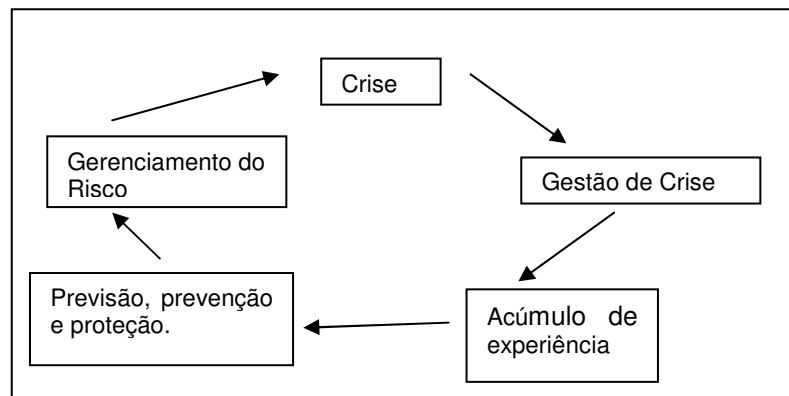 Crise
Gerenciamento do
Risco
Gestão de Crise
Previsão, prevenção
e proteção.
Acúmulo de
experiência